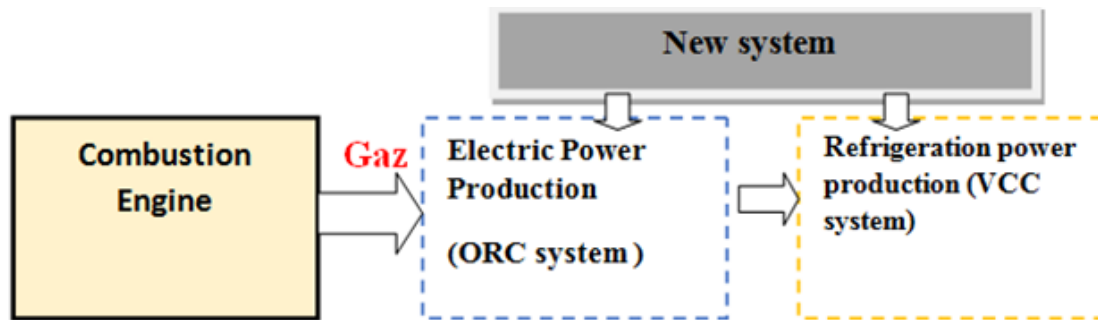 New system
Combustion
Engine
Gaz
Electric Power
Production
(ORC system )
Refrigeration power
production (VCC
system)